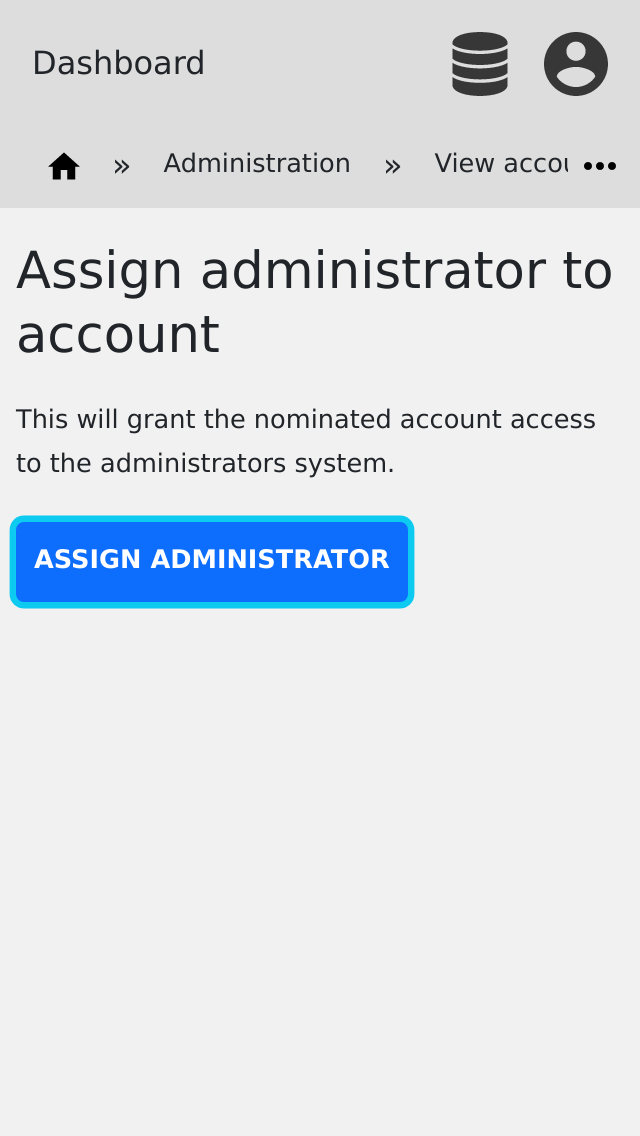 Dashboard
» Administration » View accou
Assign administrator to
account
This will grant the nominated account access
to the administrators system.
ASSIGN ADMINISTRATOR